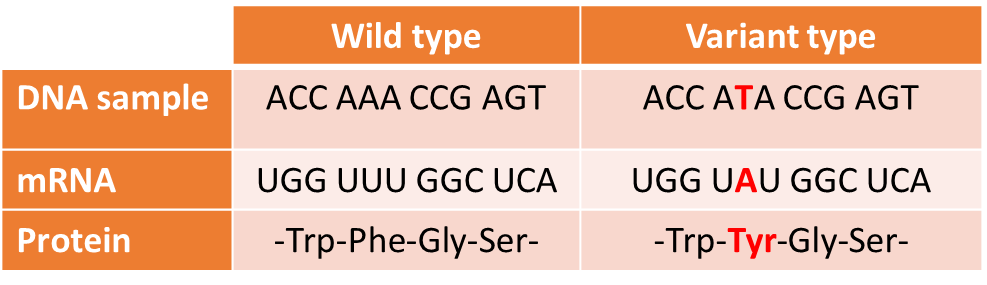 Wild type Variant type
DNA sample ACC AAA CCG AGT ACC ATA CCG AGT
mRNA UGG UUU GGC UCA UGG UAU GGC UCA
Protein -Trp-Phe-Gly-Ser- -Trp-Tyr-Gly-Ser-